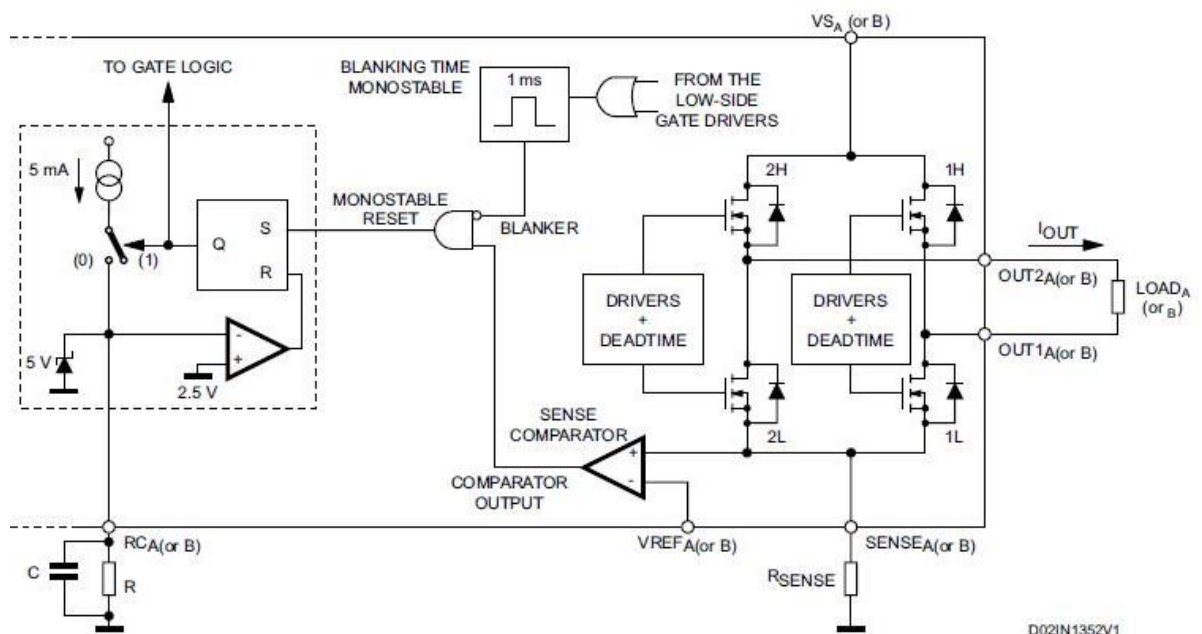 VSA (or B)
TO GATE LOGIC
BLANKING TIME
MONOSTABLE
1 ms
FROM THE
LOW-SIDE
GATE DRIVERS
5 mA
2H
1H
MONOSTABLE
RESET
S
Q
BLANKER
IOUT
(0)
(1)
R
OUT2A(or B)
DRIVERS
+
DEADTIME
DRIVERS
+
DEADTIME
LOADA
(or B)
OUT1A(or B)
5 V
-
+
2.5 V
SENSE
COMPARATOR
2L
1L
+
-
COMPARATOR
OUTPUT
RCA(or B)
VREFA(or B)
SENSEA(or B)
C
R
RSENSE
D02IN1352V1